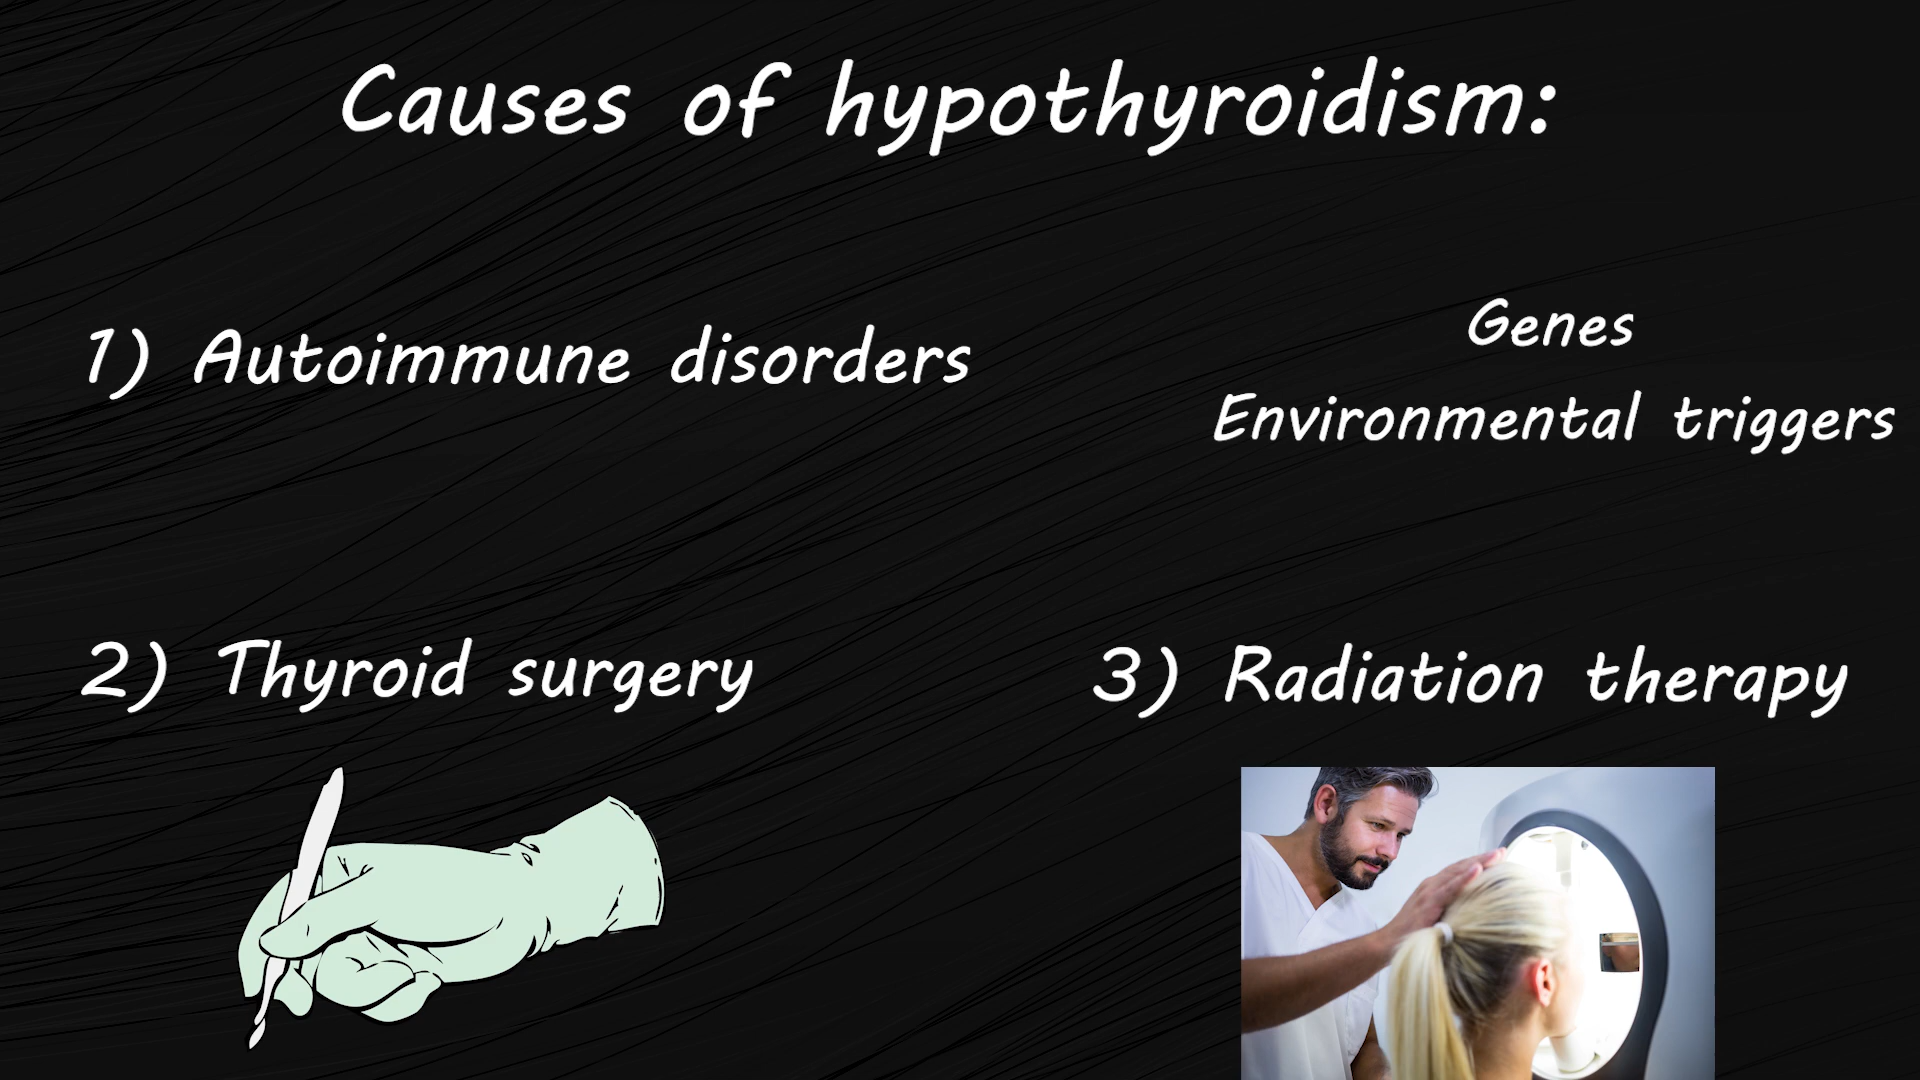 Causes of hypothyroidism:
1) Autoimmune disorders
Genes
Environmental triggers
2) Thyroid surgery
3) Radiation therapy